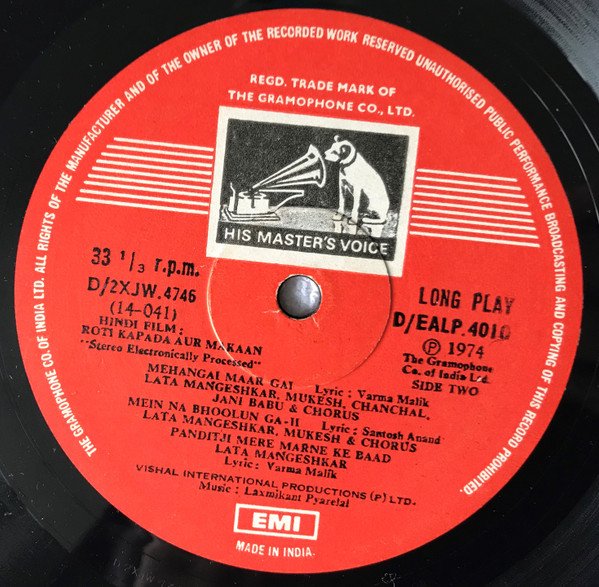 THE GRAMOPHONE CO. OF INDIA LTD. ALL RIGHTS OF THE MANUFACTURER AND OF THE OWNER OF THE RECORDED WORK RESERVED UNAUTHORISED PUBLIC PERFORMANCE BROADCASTING AND COPYING OF THIS RECORD PROHIBITED.
REGD. TRADE MARK OF
THE GRAMOPHONE CO., LTD.
HIS MASTER'S VOICE
33 1/3 r.p.m.
D/2XJW.4746
(14-041)
LONG PLAY
D/EALP.4010
Ⓟ 1974
The Gramophone
Co. of India Ltd.
SIDE TWO
HINDI FILM:
ROTI KAPADA AUR MAKAAN
"Stereo Electronically Processed"
MEHANGAI MAAR GAI Lyric: Varma Malik
LATA MANGESHKAR, MUKESH, CHANCHAL,
JANI BABU & CHORUS
MEIN NA BHOOLUN GA-II Lyric: Santosh Anand
LATA MANGESHKAR, MUKESH & CHORUS
PANDITJI MERE MARNE KE BAAD
LATA MANGESHKAR
Lyric: Varma Malik
VISHAL INTERNATIONAL PRODUCTIONS (P) LTD.
Music: Laxmikant Pyarelal
EMI
MADE IN INDIA.